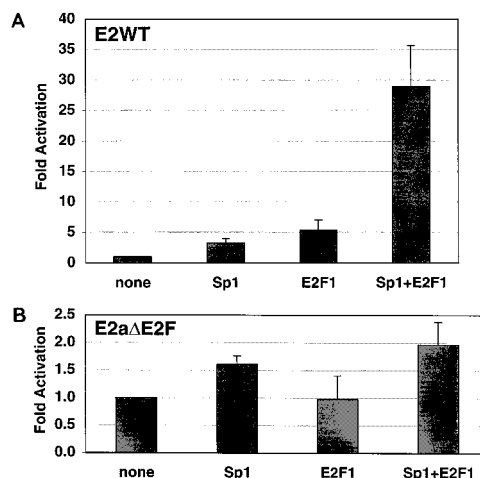 A
E2WT
Fold Activation
40
35
30
25
20
15
10
5
0
none Sp1 E2F1 Sp1+E2F1
B
E2aΔE2F
Fold Activation
2.5
2.0
1.5
1.0
0.5
0.0
none Sp1 E2F1 Sp1+E2F1